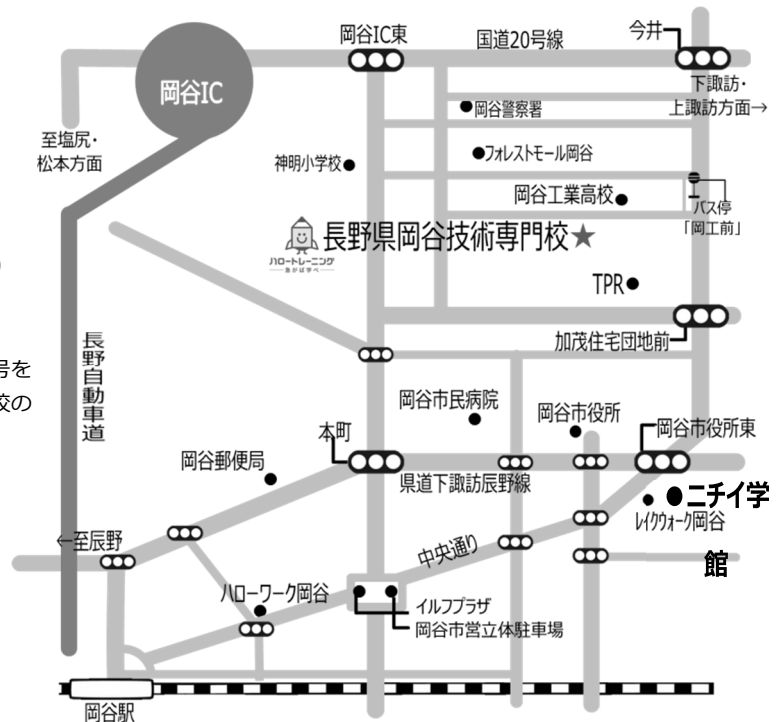 岡谷IC東
国道20号線
今井
岡谷IC
下諏訪・
上諏訪方面→
岡谷警察署
至塩尻・
松本方面
神明小学校
フォレストモール岡谷
岡谷工業高校
バス停
「岡工前」
長野県岡谷技術専門校★
ハロートレーニング
急がば学べ
TPR
加茂住宅団地前
長野自動車道
号を
校の
岡谷市民病院
岡谷市役所
岡谷市役所東
本町
岡谷郵便局
県道下諏訪辰野線
ニチイ学
館
レイクウォーク岡谷
←至辰野
中央通り
ハローワーク岡谷
イルフプラザ
岡谷市営立体駐車場
岡谷駅